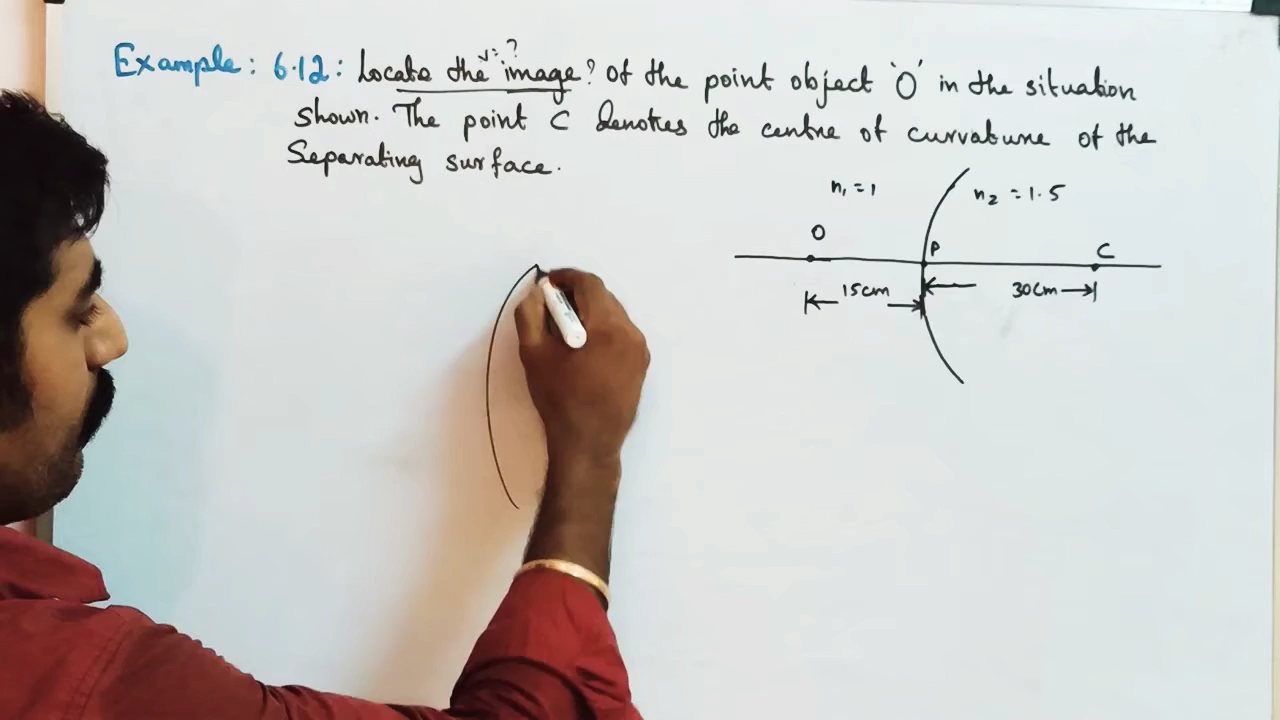 Example: 6.12: Locate the image? of the point object 'O' in the situation
v=?
shown. The point C denotes the centre of curvature of the
Separating surface.
n₁=1
n₂ = 1.5
O
P
C
15cm
30cm